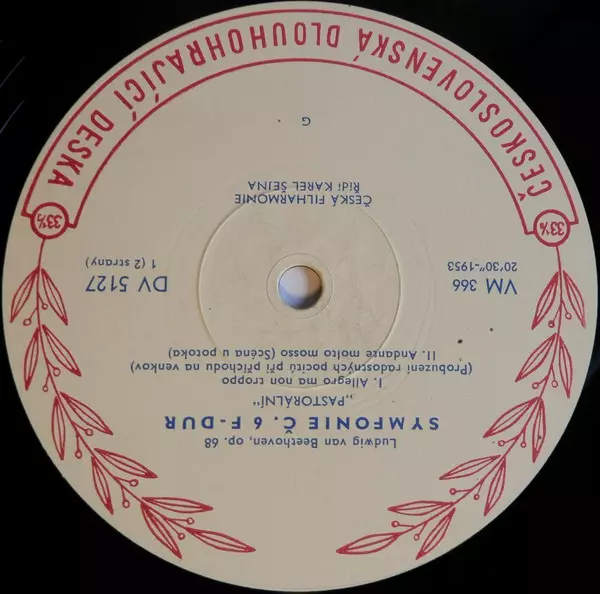 Ludwig van Beethoven, op. 68
SYMFONIE Č. 6 F-DUR
„PASTORÁLNÍ“
I. Allegro ma non troppo
(Probuzení radostných pocitů při příchodu na venkov)
II. Andante molto mosso (Scéna u potoka)
VM 366
20'30"-1953
DV 5127
1 (2 strany)
ČESKÁ FILHARMONIE
Řídí KAREL ŠEJNA
G
33⅓
ČESKOSLOVENSKÁ DLOUHOHRAJÍCÍ DESKA
33⅓